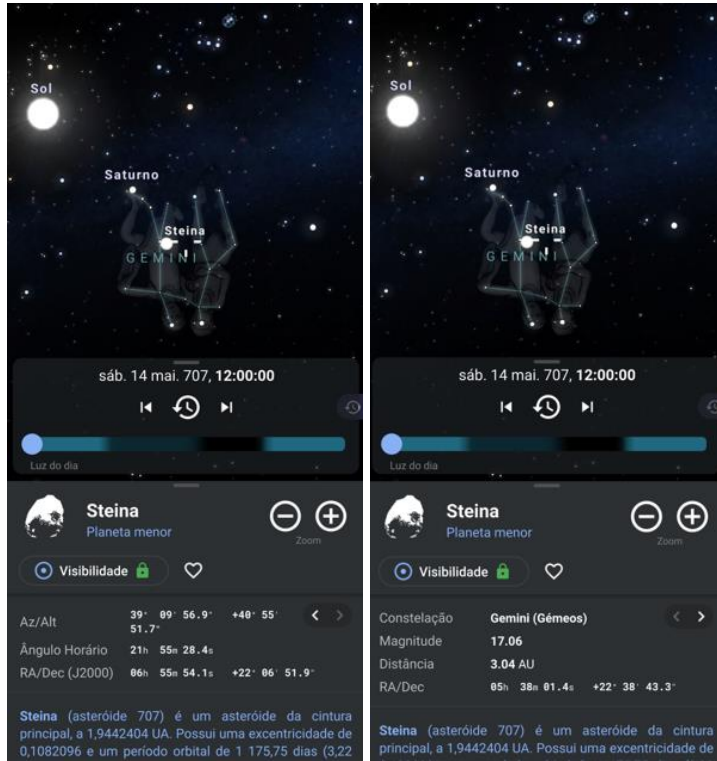 Sol
Saturno
Steina
GEMINI
sáb. 14 mai. 707, 12:00:00
Luz do dia
Steina
Planeta menor
Zoom
Visibilidade
Az/Alt 39° 09' 56.9" +40° 55' 51.7"
Ângulo Horário 21h 55m 28.4s
RA/Dec (J2000) 06h 55m 54.1s +22° 06' 51.9"
Steina (asteróide 707) é um asteróide da cintura
principal, a 1,9442404 UA. Possui uma excentricidade de
0,1082096 e um período orbital de 1 175,75 dias (3,22
Sol
Saturno
Steina
GEMINI
sáb. 14 mai. 707, 12:00:00
Luz do dia
Steina
Planeta menor
Zoom
Visibilidade
Constelação Gemini (Gémeos)
Magnitude 17.06
Distância 3.04 AU
RA/Dec 05h 38m 01.4s +22° 38' 43.3"
Steina (asteróide 707) é um asteróide da cintura
principal, a 1,9442404 UA. Possui uma excentricidade de